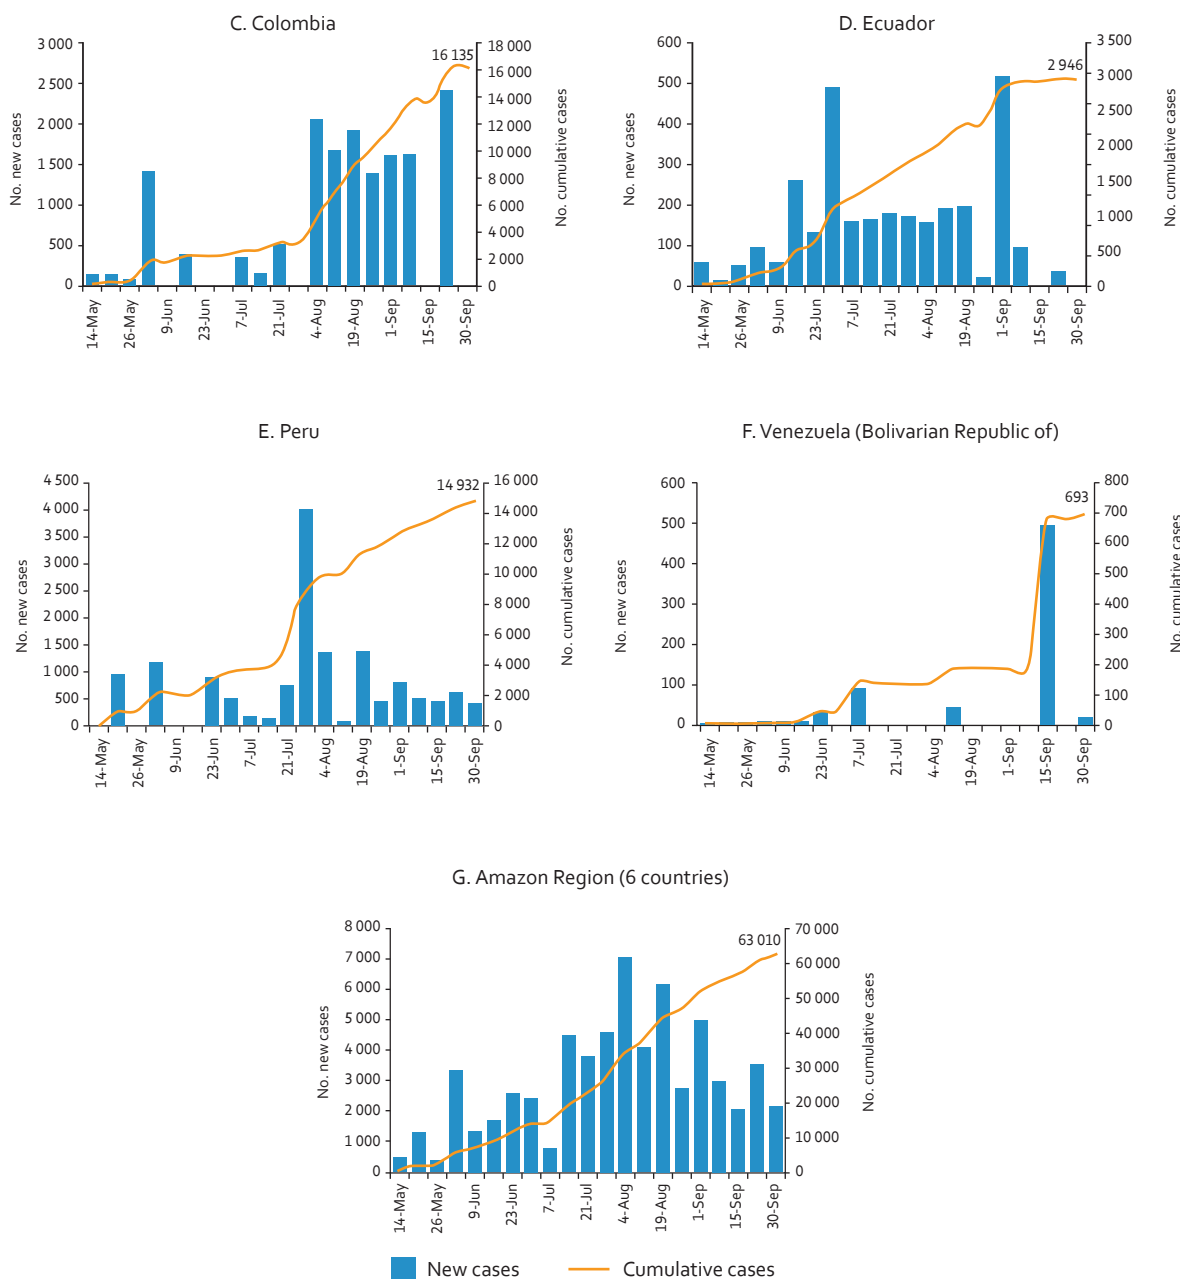 C. Colombia
No. new cases
3 000
2 500
2 000
1 500
1 000
500
0
16 135
18 000
16 000
14 000
12 000
10 000
8 000
6 000
4 000
2 000
0
No. cumulative cases
14-May
26-May
9-Jun
23-Jun
7-Jul
21-Jul
4-Aug
19-Aug
1-Sep
15-Sep
30-Sep
D. Ecuador
No. new cases
600
500
400
300
200
100
0
2 946
3 500
3 000
2 500
2 000
1 500
1 000
500
0
No. cumulative cases
14-May
26-May
9-Jun
23-Jun
7-Jul
21-Jul
4-Aug
19-Aug
1-Sep
15-Sep
30-Sep
E. Peru
No. new cases
4 500
4 000
3 500
3 000
2 500
2 000
1 500
1 000
500
0
14 932
16 000
14 000
12 000
10 000
8 000
6 000
4 000
2 000
0
No. cumulative cases
14-May
26-May
9-Jun
23-Jun
7-Jul
21-Jul
4-Aug
19-Aug
1-Sep
15-Sep
30-Sep
F. Venezuela (Bolivarian Republic of)
No. new cases
600
500
400
300
200
100
0
693
800
700
600
500
400
300
200
100
0
No. cumulative cases
14-May
26-May
9-Jun
23-Jun
7-Jul
21-Jul
4-Aug
19-Aug
1-Sep
15-Sep
30-Sep
G. Amazon Region (6 countries)
No. new cases
8 000
7 000
6 000
5 000
4 000
3 000
2 000
1 000
0
63 010
70 000
60 000
50 000
40 000
30 000
20 000
10 000
0
No. cumulative cases
14-May
26-May
9-Jun
23-Jun
7-Jul
21-Jul
4-Aug
19-Aug
1-Sep
15-Sep
30-Sep
New cases
Cumulative cases